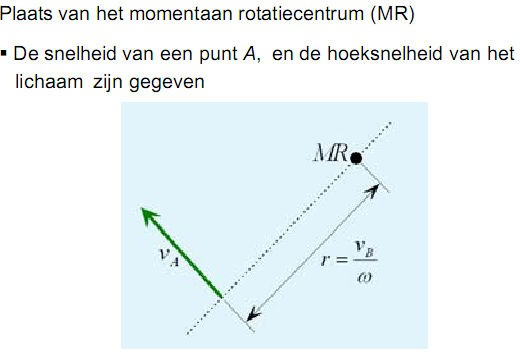 Plaats van het momentaan rotatiecentrum (MR)
▪ De snelheid van een punt A, en de hoeksnelheid van het
lichaam zijn gegeven
MR
v_A
r = v_B / ω